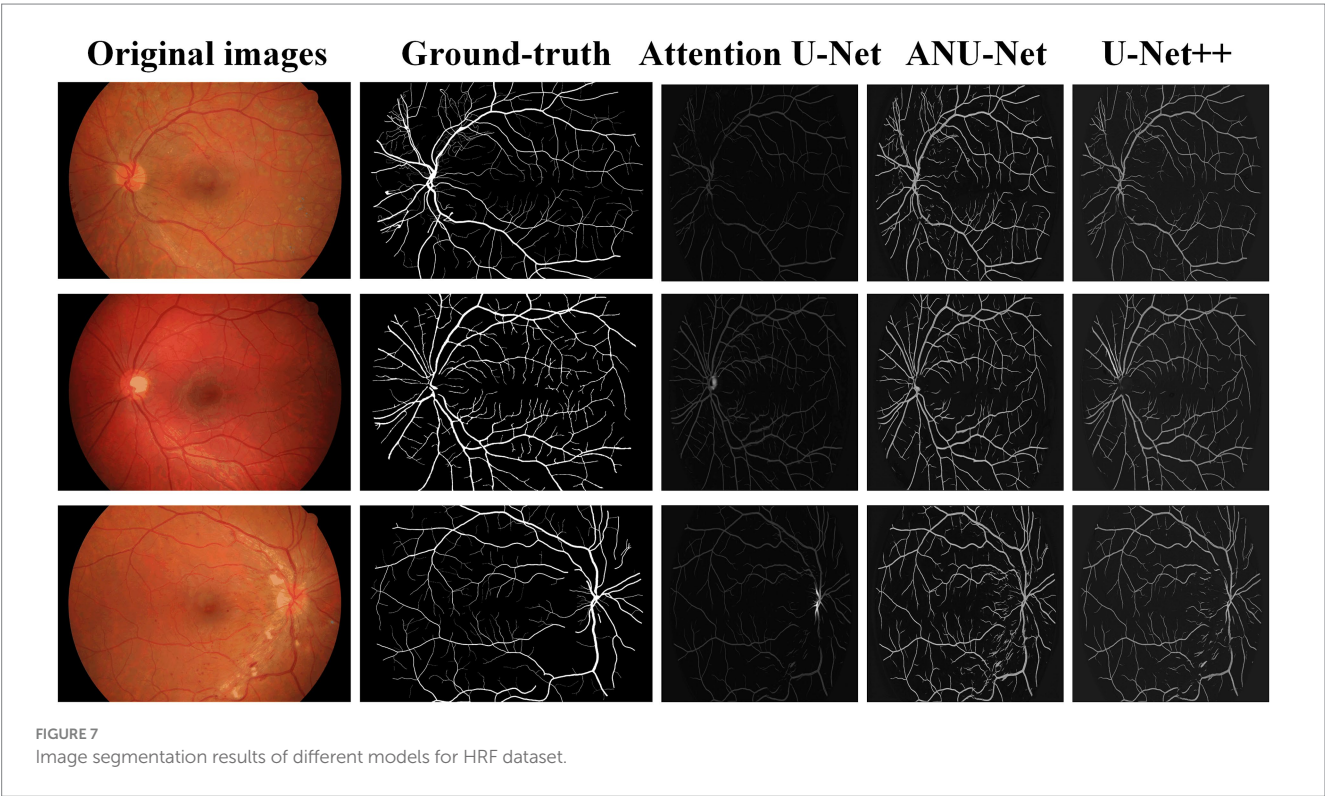 Original images Ground-truth Attention U-Net ANU-Net U-Net++
FIGURE 7
Image segmentation results of different models for HRF dataset.